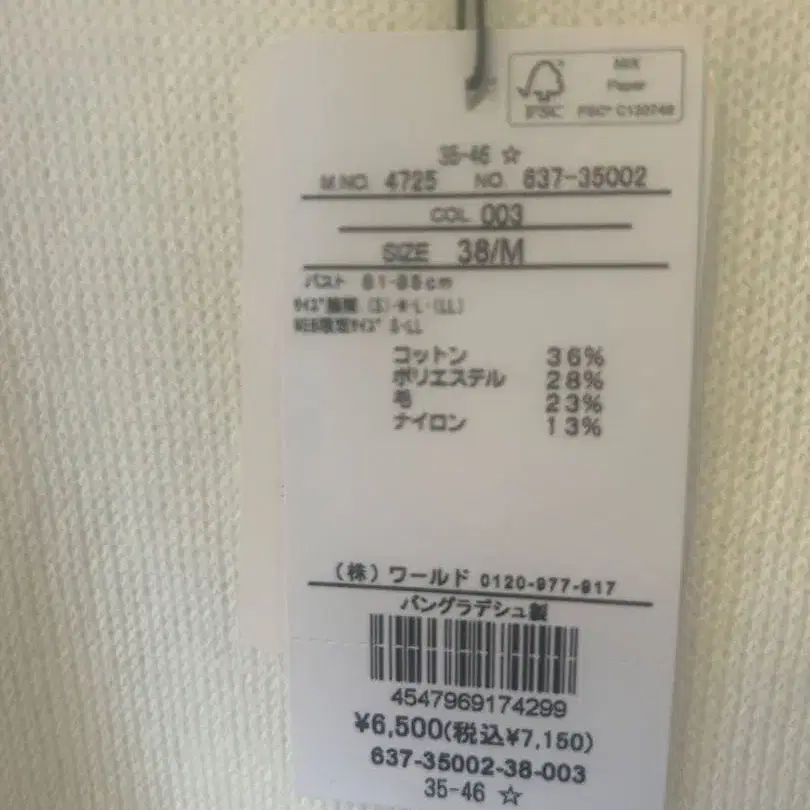 FSC
MIX
Paper
35-46 ☆
M.NO. 4725 NO. 637-35002
COL 003
SIZE 38/M
バスト
サイズ展開 (S)・M・L・(LL)
WEB限定サイズ S・LL
コットン 36%
ポリエステル 28%
毛 23%
ナイロン 13%
(株)ワールド 0120-977-917
バングラデシュ製
4547969174299
¥6,500(税込¥7,150)
637-35002-38-003
35-46 ☆